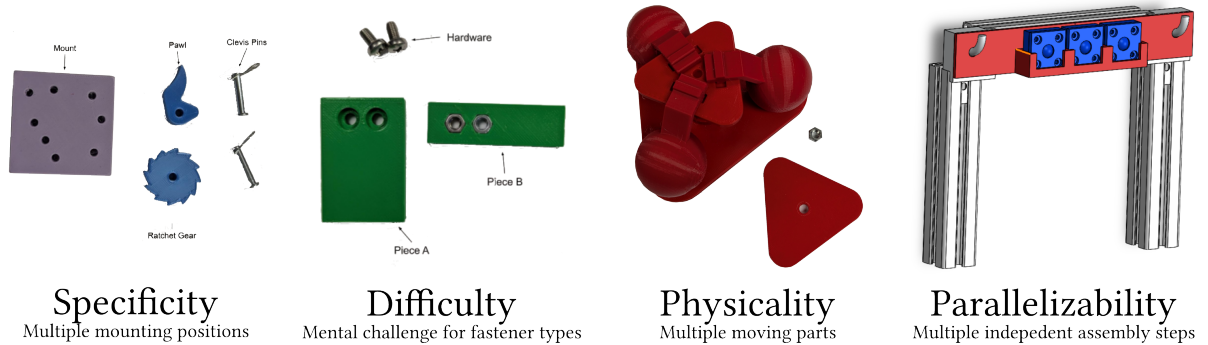 Mount
Pawl
Clevis Pins
Ratchet Gear
Hardware
Piece B
Piece A
Specificity
Multiple mounting positions
Difficulty
Mental challenge for fastener types
Physicality
Multiple moving parts
Parallelizability
Multiple indepedent assembly steps